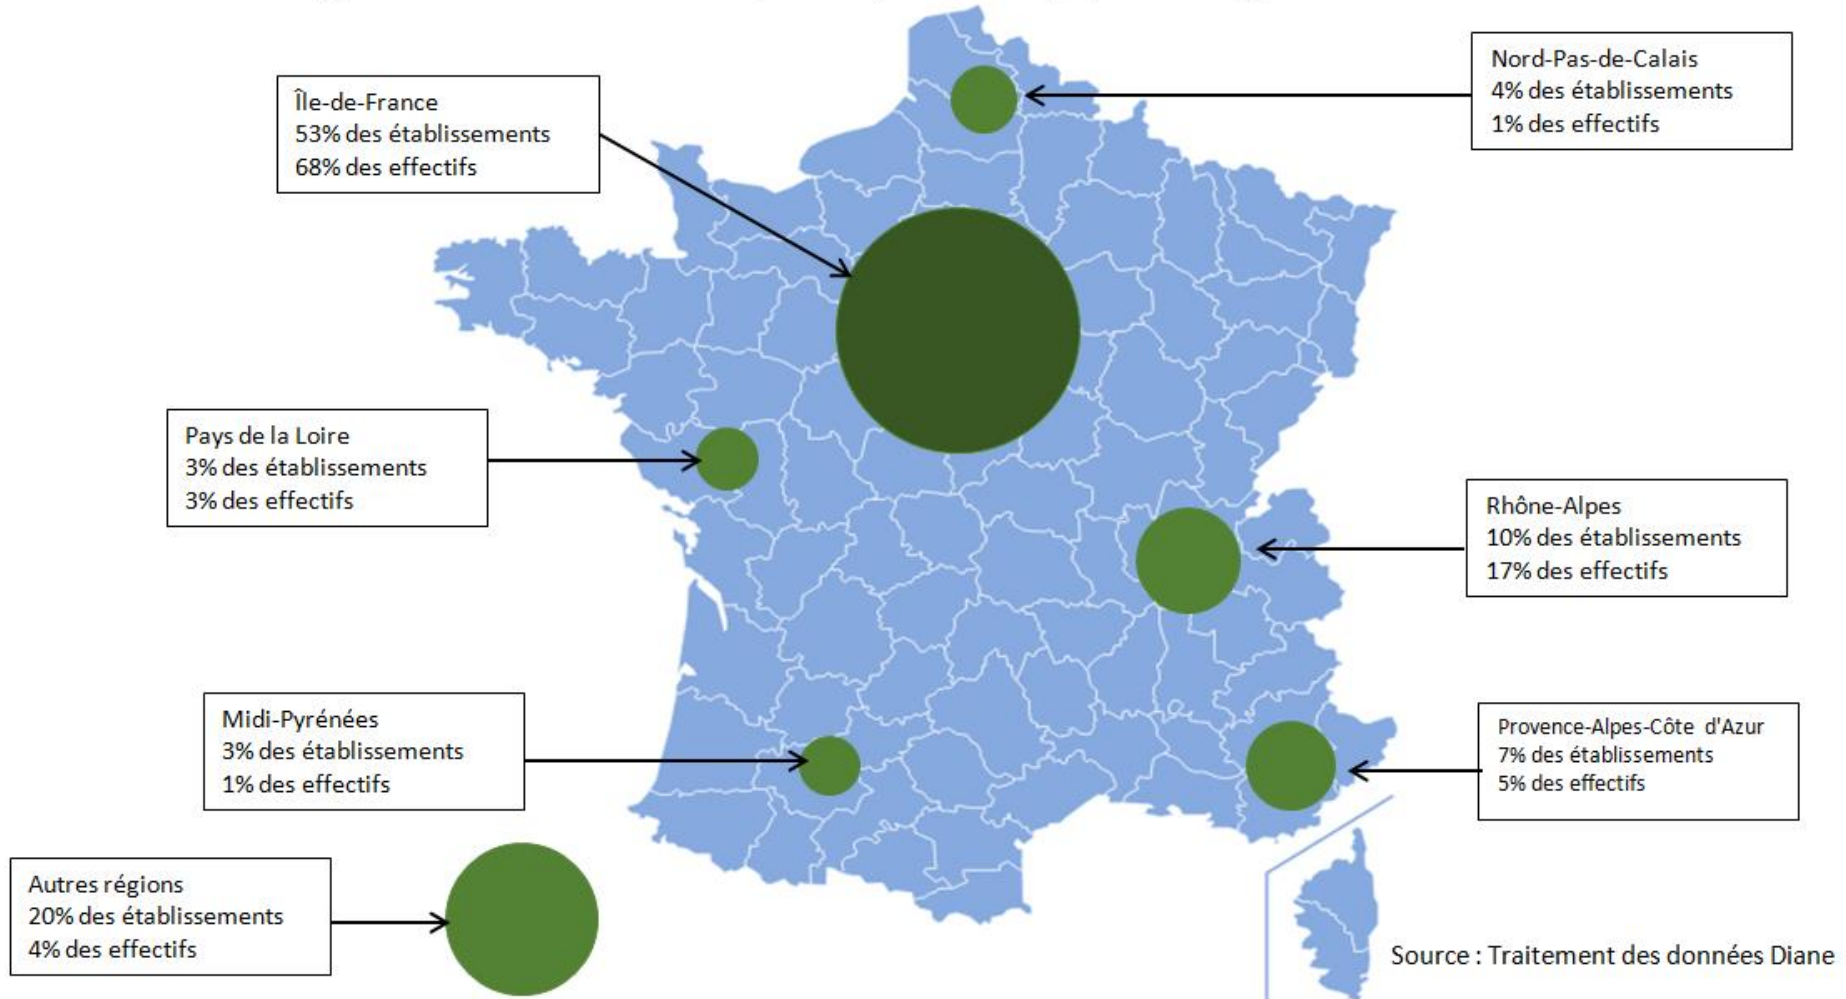 Nord-Pas-de-Calais
4% des établissements
1% des effectifs
Île-de-France
53% des établissements
68% des effectifs
Pays de la Loire
3% des établissements
3% des effectifs
Rhône-Alpes
10% des établissements
17% des effectifs
Midi-Pyrénées
3% des établissements
1% des effectifs
Provence-Alpes-Côte d'Azur
7% des établissements
5% des effectifs
Autres régions
20% des établissements
4% des effectifs
Source : Traitement des données Diane